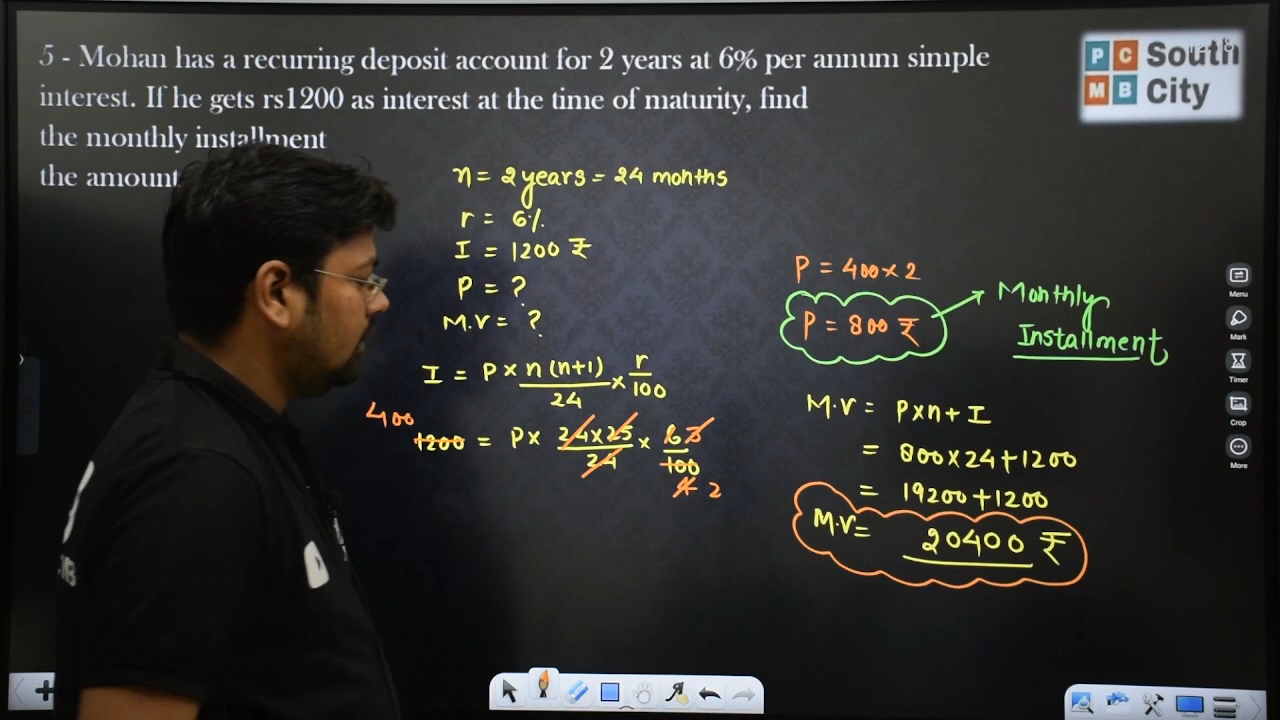 5 - Mohan has a recurring deposit account for 2 years at 6% per annum simple
interest. If he gets rs1200 as interest at the time of maturity, find
the monthly installment
the amount
P C
M B
South
City
n = 2 years = 24 months
r = 6%
I = 1200 ₹
P = ?
M.V = ?
I = P × n(n+1)/24 × r/100
400
1200 = P × 24×25/24 × 6 3/100
4 2
P = 400 × 2
P = 800 ₹
Monthly
Installment
M.V = P×n + I
= 800×24+1200
= 19200+1200
M.V = 20400 ₹
Menu
Mark
Timer
Crop
More